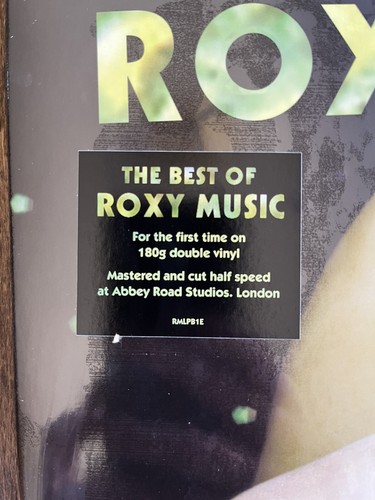 ROXY
THE BEST OF
ROXY MUSIC
For the first time on
180g double vinyl
Mastered and cut half speed
at Abbey Road Studios. London
RMLPB1E